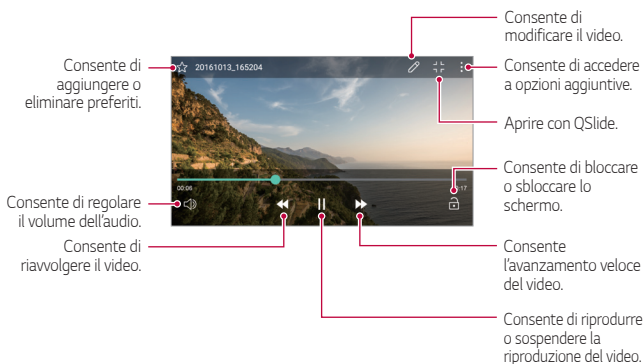 Consente di
modificare il video.
Consente di
aggiungere o
eliminare preferiti.
20161013_165204
Consente di accedere
a opzioni aggiuntive.
Aprire con QSlide.
Consente di bloccare
o sbloccare lo
schermo.
00:06
Consente di regolare
il volume dell'audio.
Consente di
riavvolgere il video.
Consente
l'avanzamento veloce
del video.
Consente di riprodurre
o sospendere la
riproduzione del video.